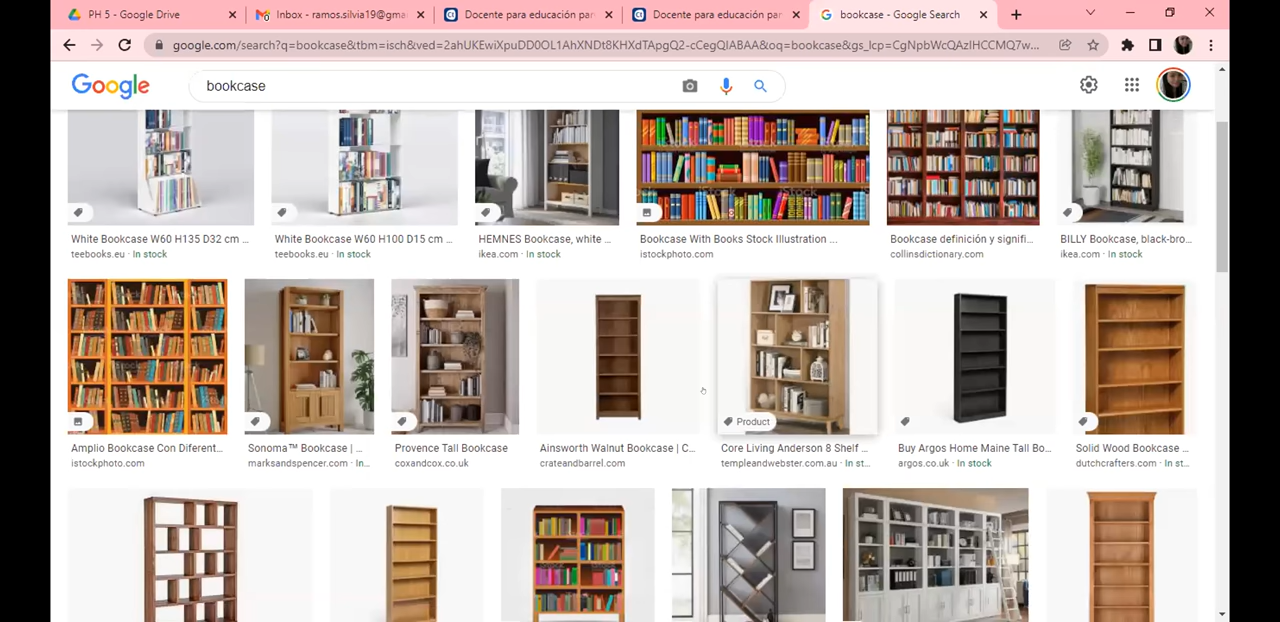 PH 5 - Google Drive
Inbox - ramos.silvia19@gma
Docente para educación par
Docente para educación par
bookcase - Google Search
google.com/search?q=bookcase&tbm=isch&ved=2ahUKEwiXpuDD0OL1AhXNDt8KHXdTApgQ2-cCegQIABAA&oq=bookcase&gs_lcp=CgNpbWcQAzIHCCMQ7w...
Google
bookcase
White Bookcase W60 H135 D32 cm ...
teebooks.eu · In stock
White Bookcase W60 H100 D15 cm ...
teebooks.eu · In stock
HEMNES Bookcase, white ...
ikea.com · In stock
Bookcase With Books Stock Illustration ...
istockphoto.com
Bookcase definición y signifi...
collinsdictionary.com
BILLY Bookcase, black-bro...
ikea.com · In stock
Product
Amplio Bookcase Con Diferent...
istockphoto.com
Sonoma™ Bookcase | ...
marksandspencer.com · In...
Provence Tall Bookcase
coxandcox.co.uk
Ainsworth Walnut Bookcase | C...
crateandbarrel.com
Core Living Anderson 8 Shelf ...
templeandwebster.com.au · In st...
Buy Argos Home Maine Tall Bo...
argos.co.uk · In stock
Solid Wood Bookcase ...
dutchcrafters.com · In st...